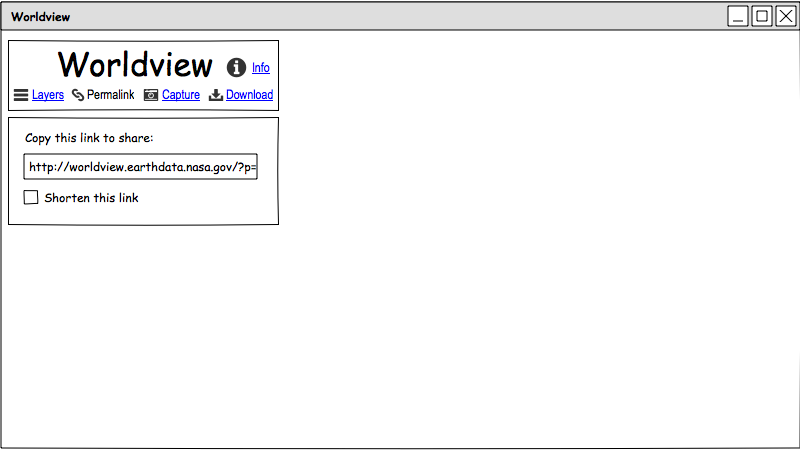 Worldview
Worldview Info
Layers Permalink Capture Download
Copy this link to share:
http://worldview.earthdata.nasa.gov/?p=
Shorten this link